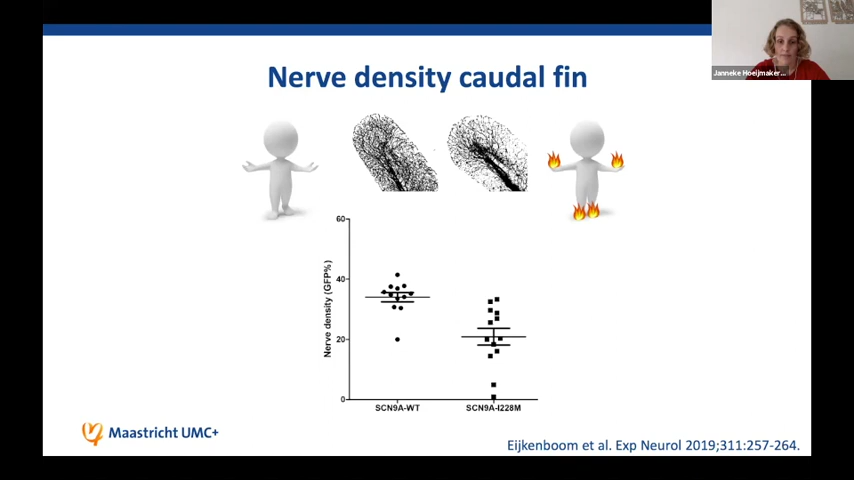 Janneke Hoeijmaker...
Nerve density caudal fin
60
40
20
0
Nerve density (GFP%)
SCN9A-WT
SCN9A-I228M
Maastricht UMC+
Eijkenboom et al. Exp Neurol 2019;311:257-264.